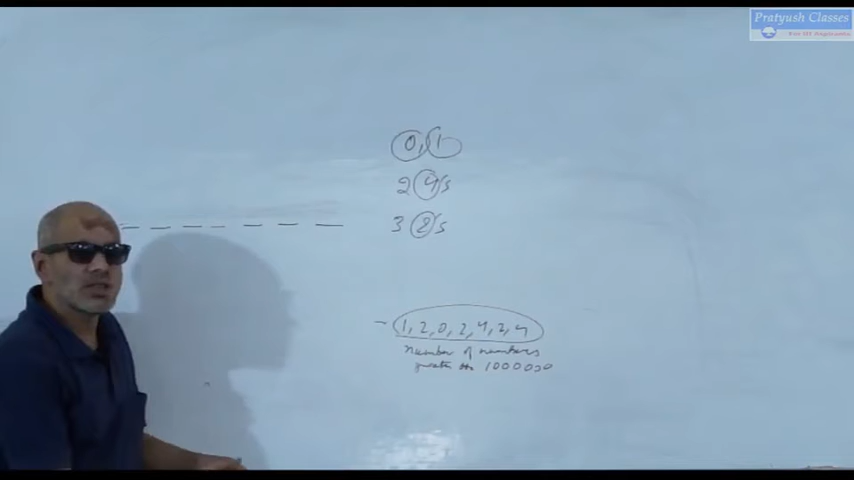 Pratyush Classes
0, 1
2 4's
3 2's
1, 2, 0, 2, 4, 2, 4
Number of numbers
greater than 1000000